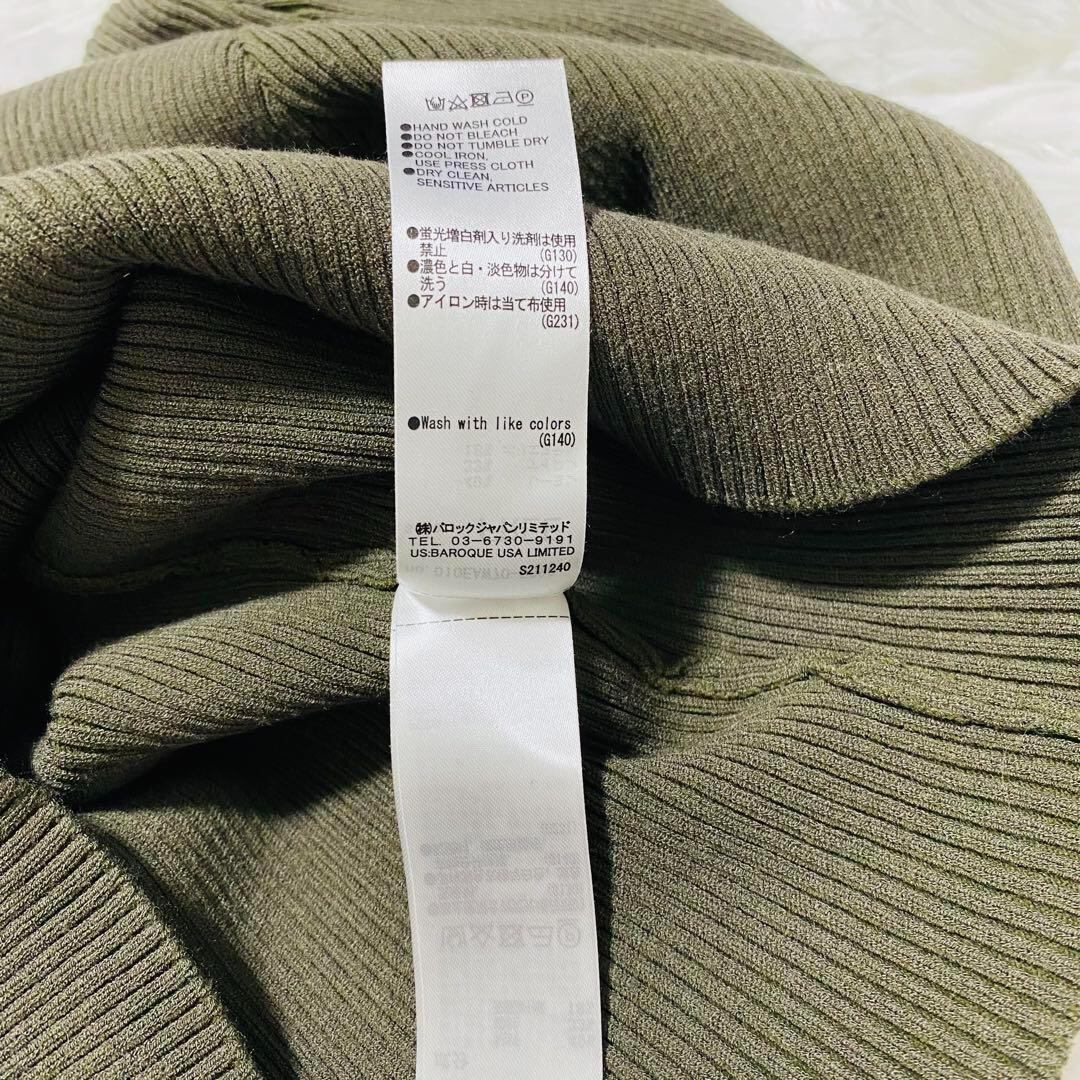 ●HAND WASH COLD
●DO NOT BLEACH
●DO NOT TUMBLE DRY
●COOL IRON,
USE PRESS CLOTH
●DRY CLEAN,
SENSITIVE ARTICLES
●蛍光増白剤入り洗剤は使用
禁止 (G130)
●濃色と白・淡色物は分けて
洗う (G140)
●アイロン時は当て布使用
(G231)
●Wash with like colors
(G140)
㈱バロックジャパンリミテッド
TEL. 03-6730-9191
US:BAROQUE USA LIMITED
S211240